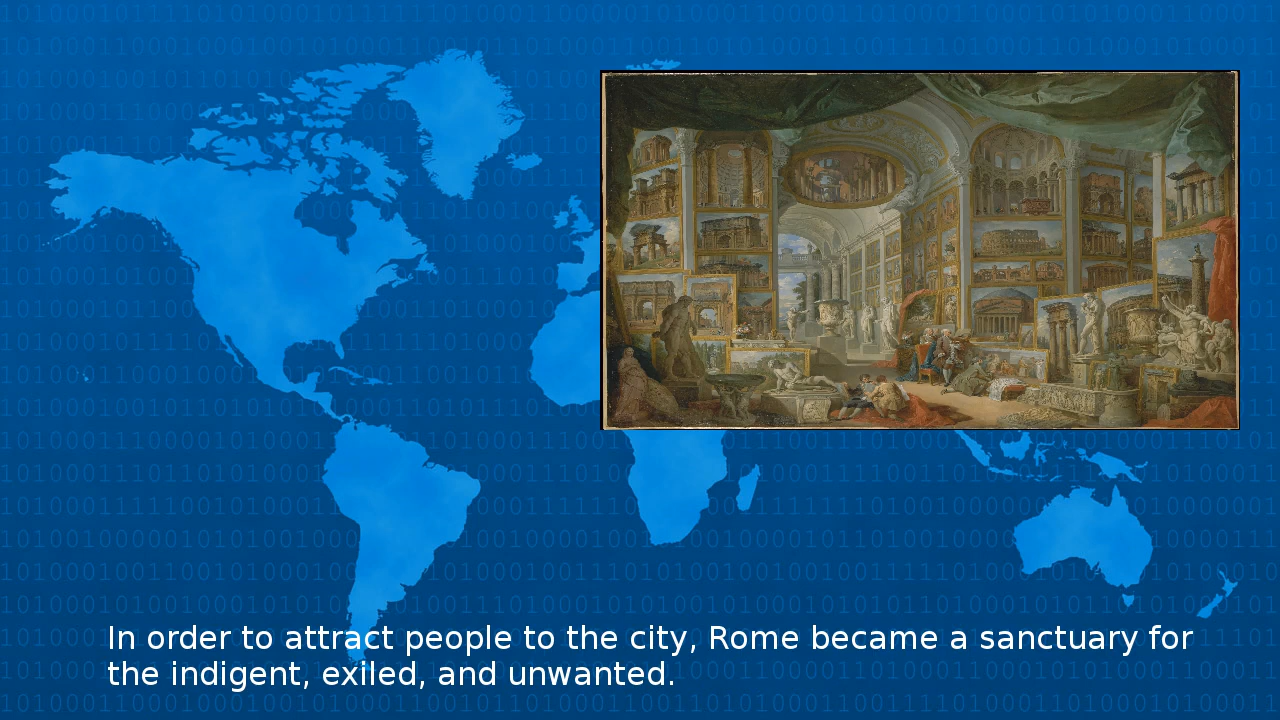 In order to attract people to the city, Rome became a sanctuary for
the indigent, exiled, and unwanted.